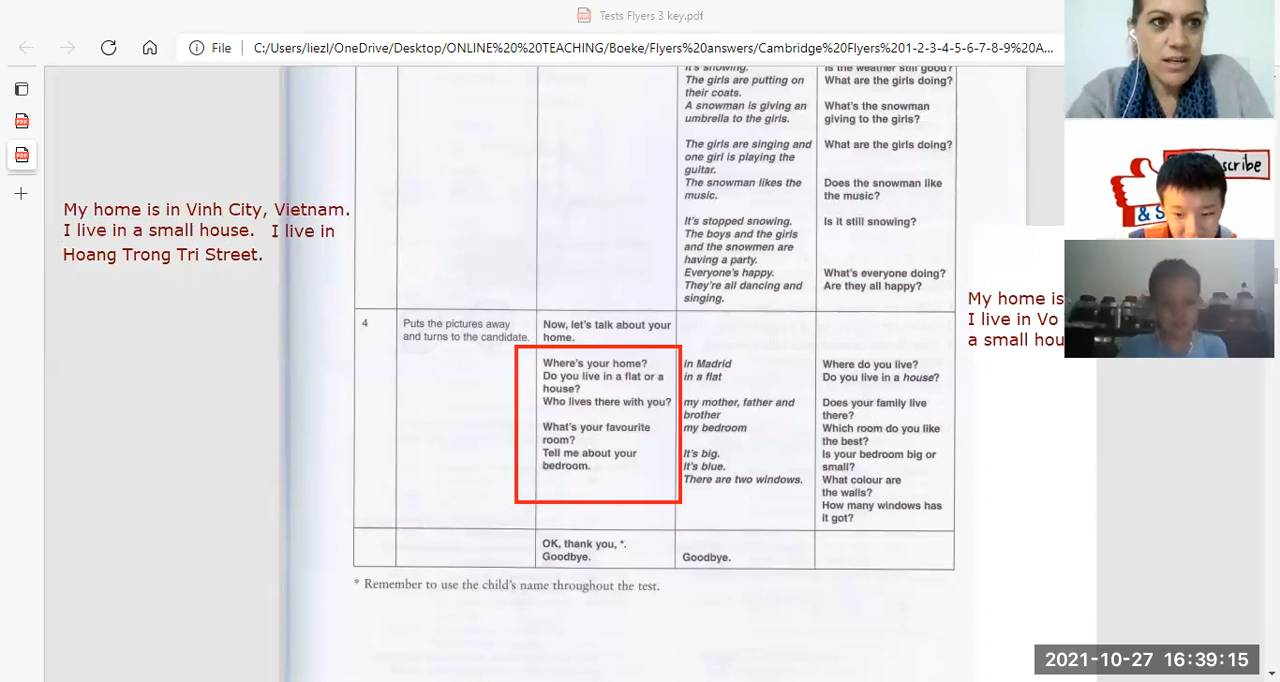 Tests Flyers 3 key.pdf
File
C:/Users/liezl/OneDrive/Desktop/ONLINE%20%20TEACHING/Boeke/Flyers%20answers/Cambridge%20Flyers%201-2-3-4-5-6-7-8-9%20A...
My home is in Vinh City, Vietnam.
I live in a small house. I live in
Hoang Trong Tri Street.
It's snowing.
The girls are putting on
their coats.
A snowman is giving an
umbrella to the girls.
The girls are singing and
one girl is playing the
guitar.
The snowman likes the
music.
It's stopped snowing.
The boys and the girls
and the snowmen are
having a party.
Everyone's happy.
They're all dancing and
singing.
Is the weather still good?
What are the girls doing?
What's the snowman
giving to the girls?
What are the girls doing?
Does the snowman like
the music?
Is it still snowing?
What's everyone doing?
Are they all happy?
4
Puts the pictures away
and turns to the candidate.
Now, let's talk about your
home.
Where's your home?
Do you live in a flat or a
house?
Who lives there with you?
What's your favourite
room?
Tell me about your
bedroom.
in Madrid
in a flat
my mother, father and
brother
my bedroom
It's big.
It's blue.
There are two windows.
Where do you live?
Do you live in a house?
Does your family live
there?
Which room do you like
the best?
Is your bedroom big or
small?
What colour are
the walls?
How many windows has
it got?
OK, thank you, *.
Goodbye.
Goodbye.
* Remember to use the child's name throughout the test.
My home is
I live in Vo
a small hou
& S
scribe
2021-10-27 16:39:15